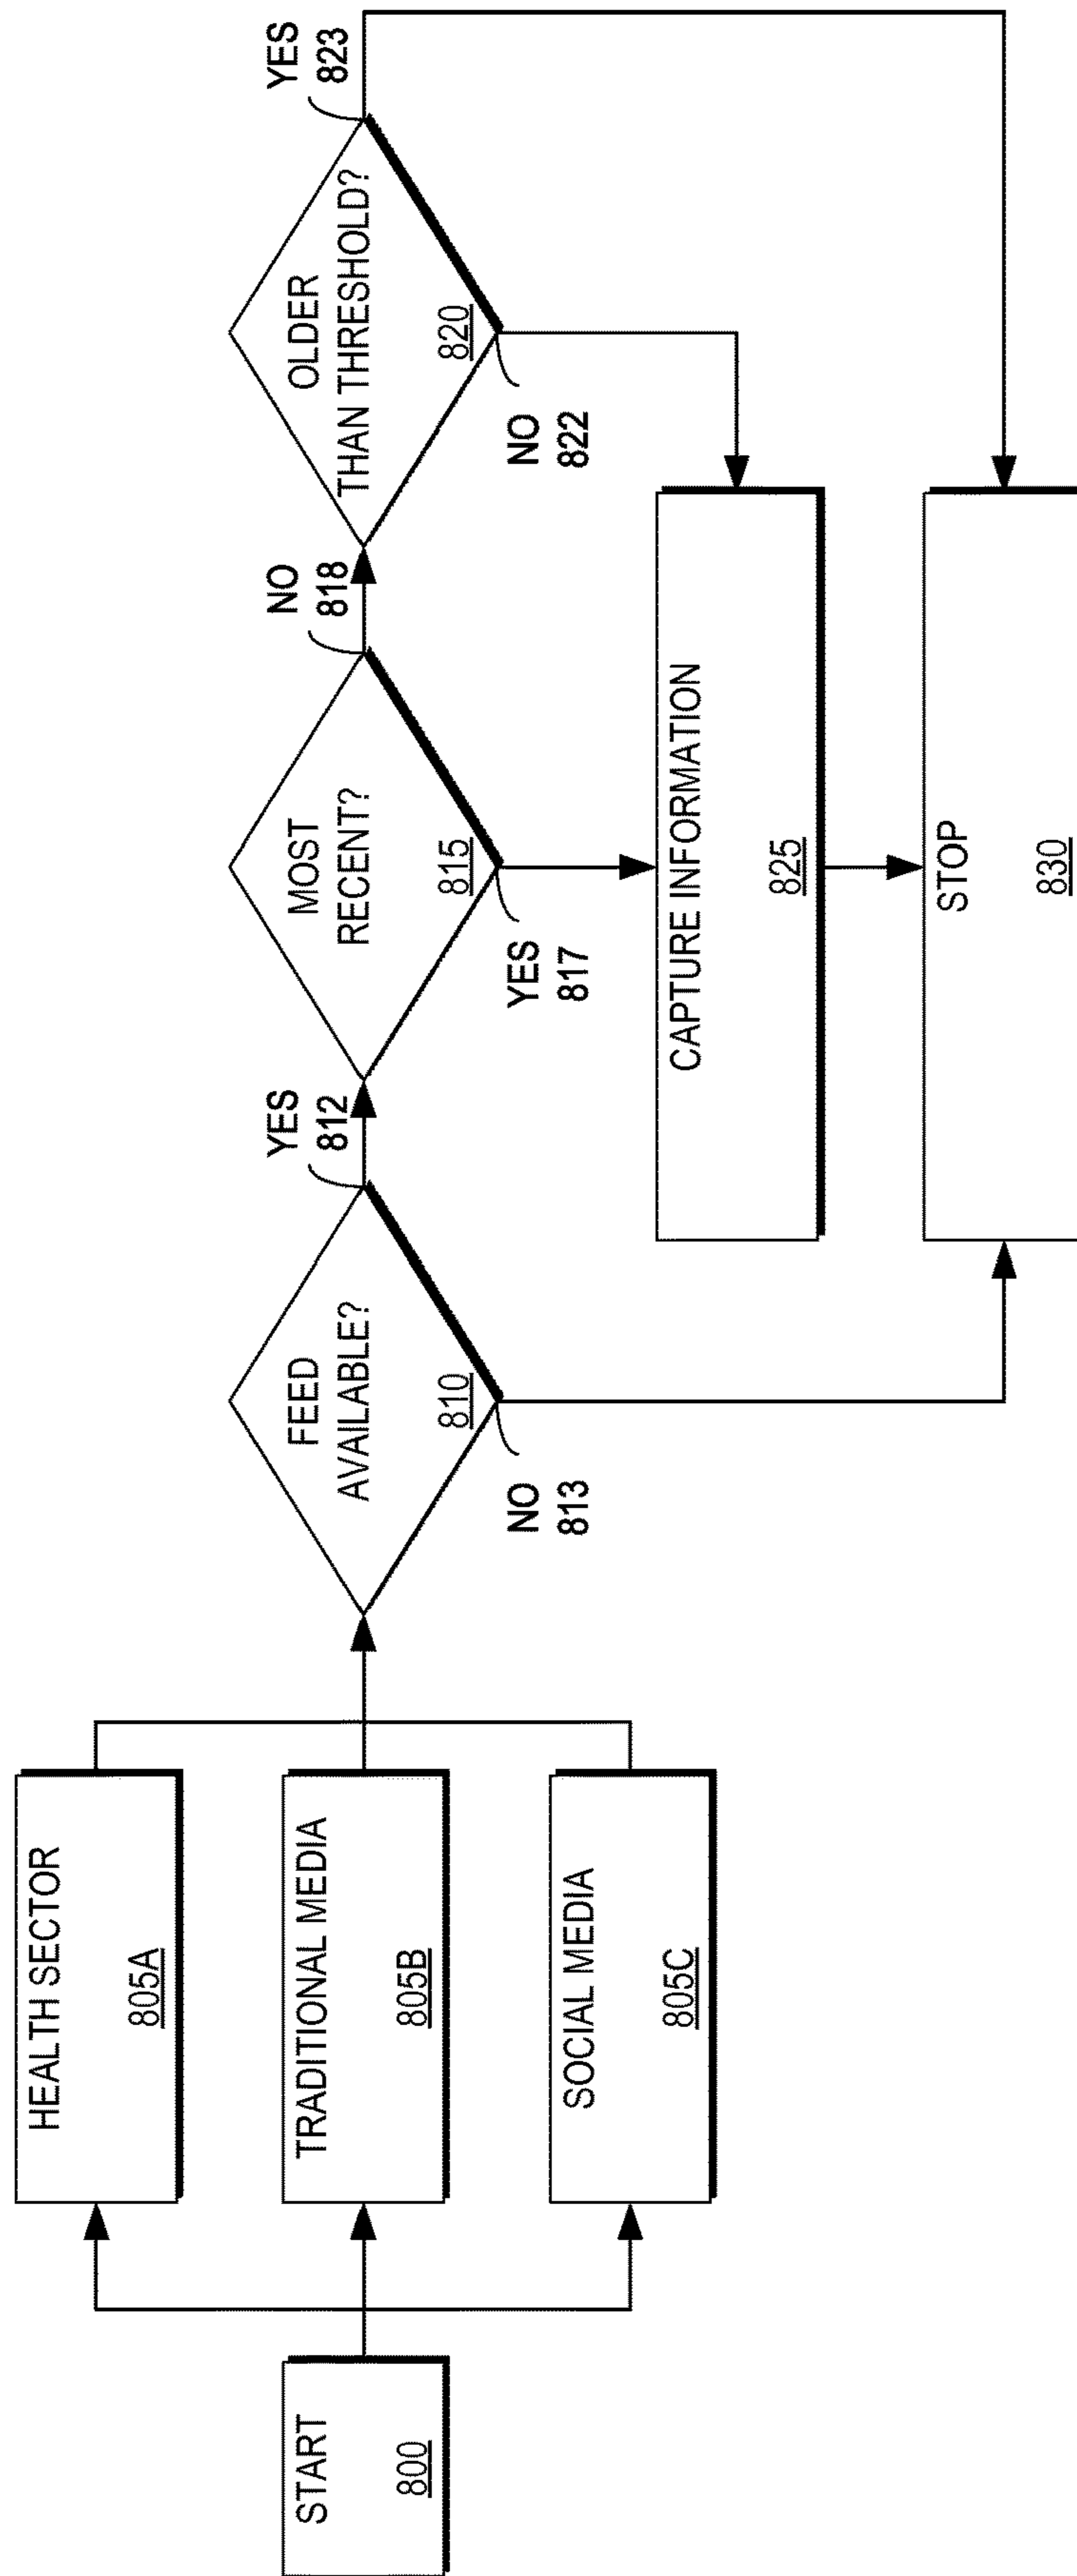 START
800
HEALTH SECTOR
805A
TRADITIONAL MEDIA
805B
SOCIAL MEDIA
805C
FEED
AVAILABLE?
810
YES
812
NO
813
MOST
RECENT?
815
YES
817
NO
818
OLDER
THAN THRESHOLD?
820
NO
822
YES
823
CAPTURE INFORMATION
825
STOP
830